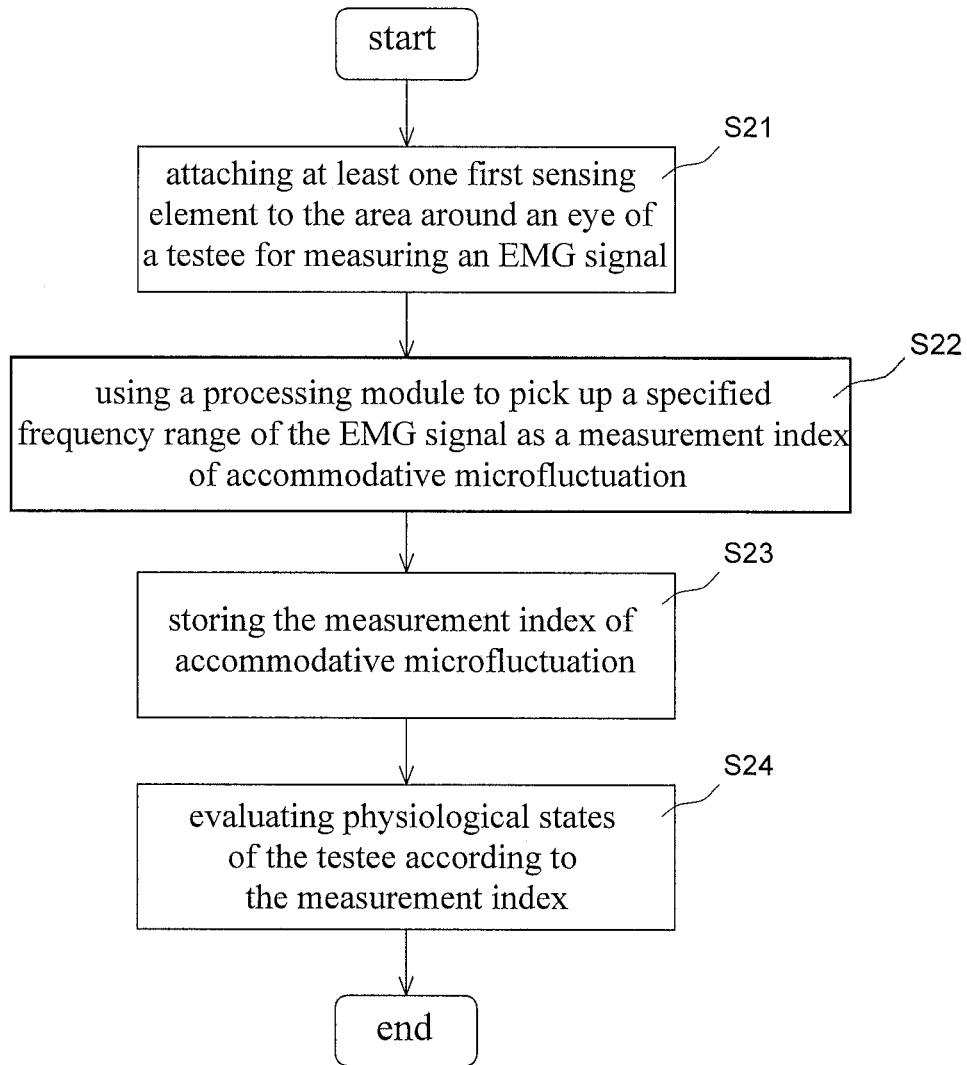 start
S21
attaching at least one first sensing
element to the area around an eye of
a testee for measuring an EMG signal
S22
using a processing module to pick up a specified
frequency range of the EMG signal as a measurement index
of accommodative microfluctuation
S23
storing the measurement index of
accommodative microfluctuation
S24
evaluating physiological states
of the testee according to
the measurement index
end